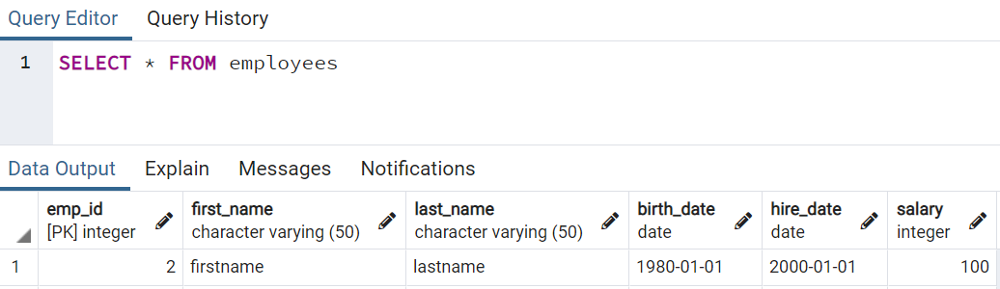 Query Editor Query History
1 SELECT * FROM employees
Data Output Explain Messages Notifications
emp_id first_name last_name birth_date hire_date salary
[PK] integer character varying (50) character varying (50) date date integer
1 2 firstname lastname 1980-01-01 2000-01-01 100